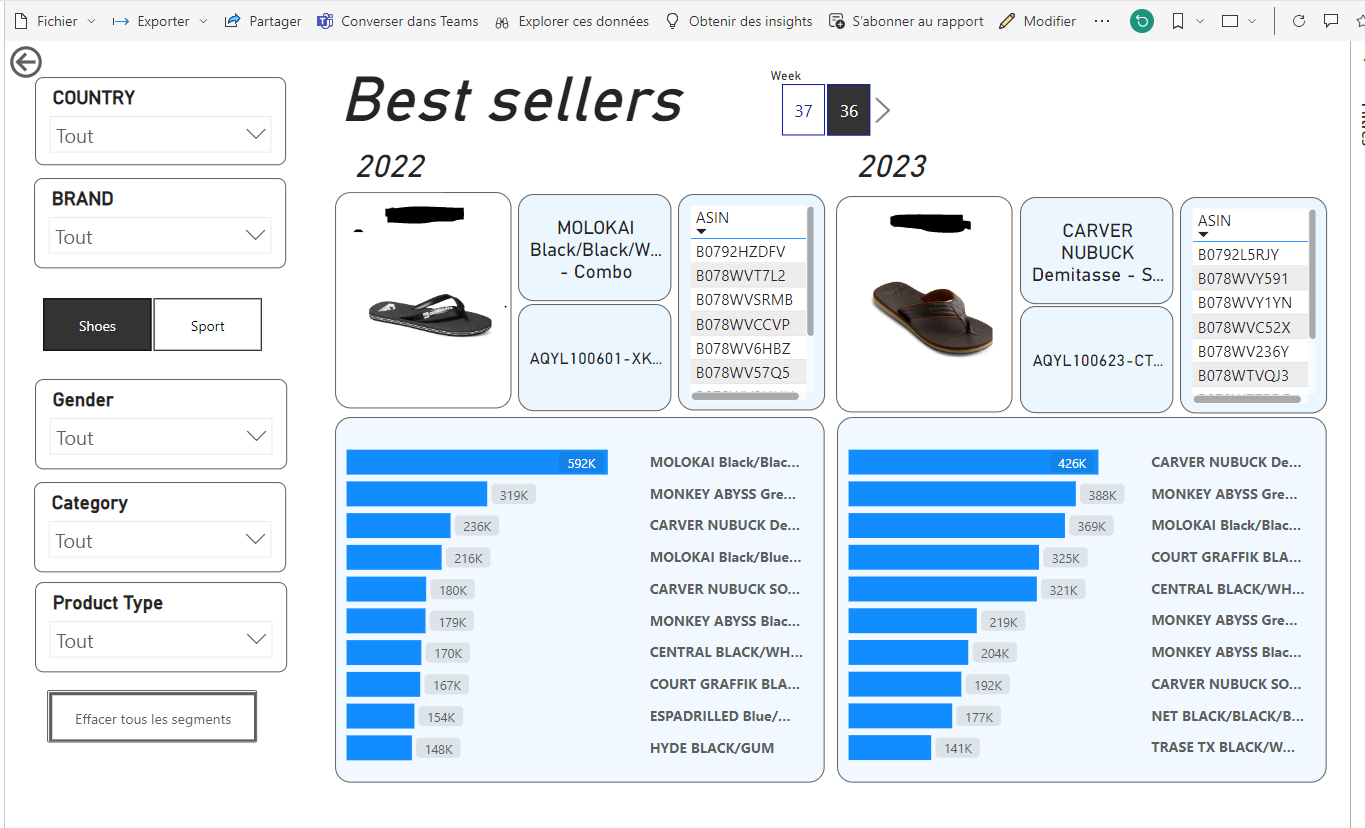 Fichier
Exporter
Partager
Converser dans Teams
Explorer ces données
Obtenir des insights
S'abonner au rapport
Modifier
COUNTRY
Tout
BRAND
Tout
Shoes
Sport
Gender
Tout
Category
Tout
Product Type
Tout
Effacer tous les segments
Best sellers
Week
37
36
2022
MOLOKAI
Black/Black/W...
- Combo
AQYL100601-XK...
ASIN
B0792HZDFV
B078WVT7L2
B078WVSRMB
B078WVCCVP
B078WV6HBZ
B078WV57Q5
592K MOLOKAI Black/Blac...
319K MONKEY ABYSS Gre...
236K CARVER NUBUCK De...
216K MOLOKAI Black/Blue...
180K CARVER NUBUCK SO...
179K MONKEY ABYSS Blac...
170K CENTRAL BLACK/WH...
167K COURT GRAFFIK BLA...
154K ESPADRILLED Blue/...
148K HYDE BLACK/GUM
2023
CARVER
NUBUCK
Demitasse - S...
AQYL100623-CT...
ASIN
B0792L5RJY
B078WVY591
B078WVY1YN
B078WVC52X
B078WV236Y
B078WTVQJ3
426K CARVER NUBUCK De...
388K MONKEY ABYSS Gre...
369K MOLOKAI Black/Blac...
325K COURT GRAFFIK BLA...
321K CENTRAL BLACK/WH...
219K MONKEY ABYSS Gre...
204K MONKEY ABYSS Blac...
192K CARVER NUBUCK SO...
177K NET BLACK/BLACK/B...
141K TRASE TX BLACK/W...